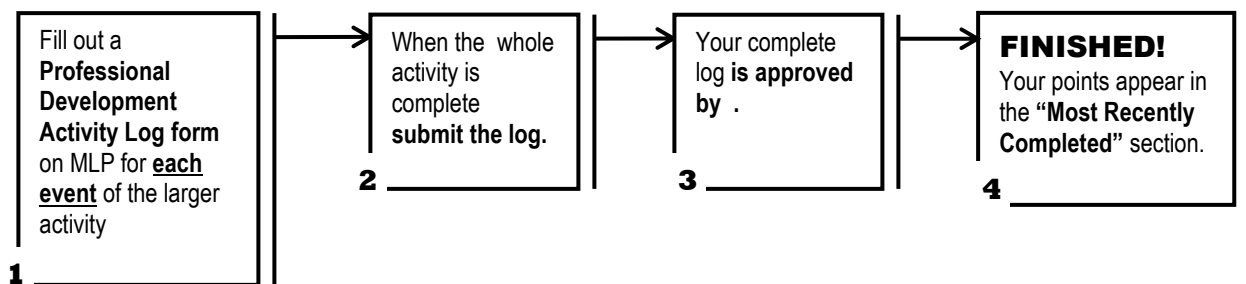 Fill out a
Professional
Development
Activity Log form
on MLP for each
event of the larger
activity
1
When the whole
activity is
complete
submit the log.
2
Your complete
log is approved
by .
3
FINISHED!
Your points appear in
the “Most Recently
Completed” section.
4